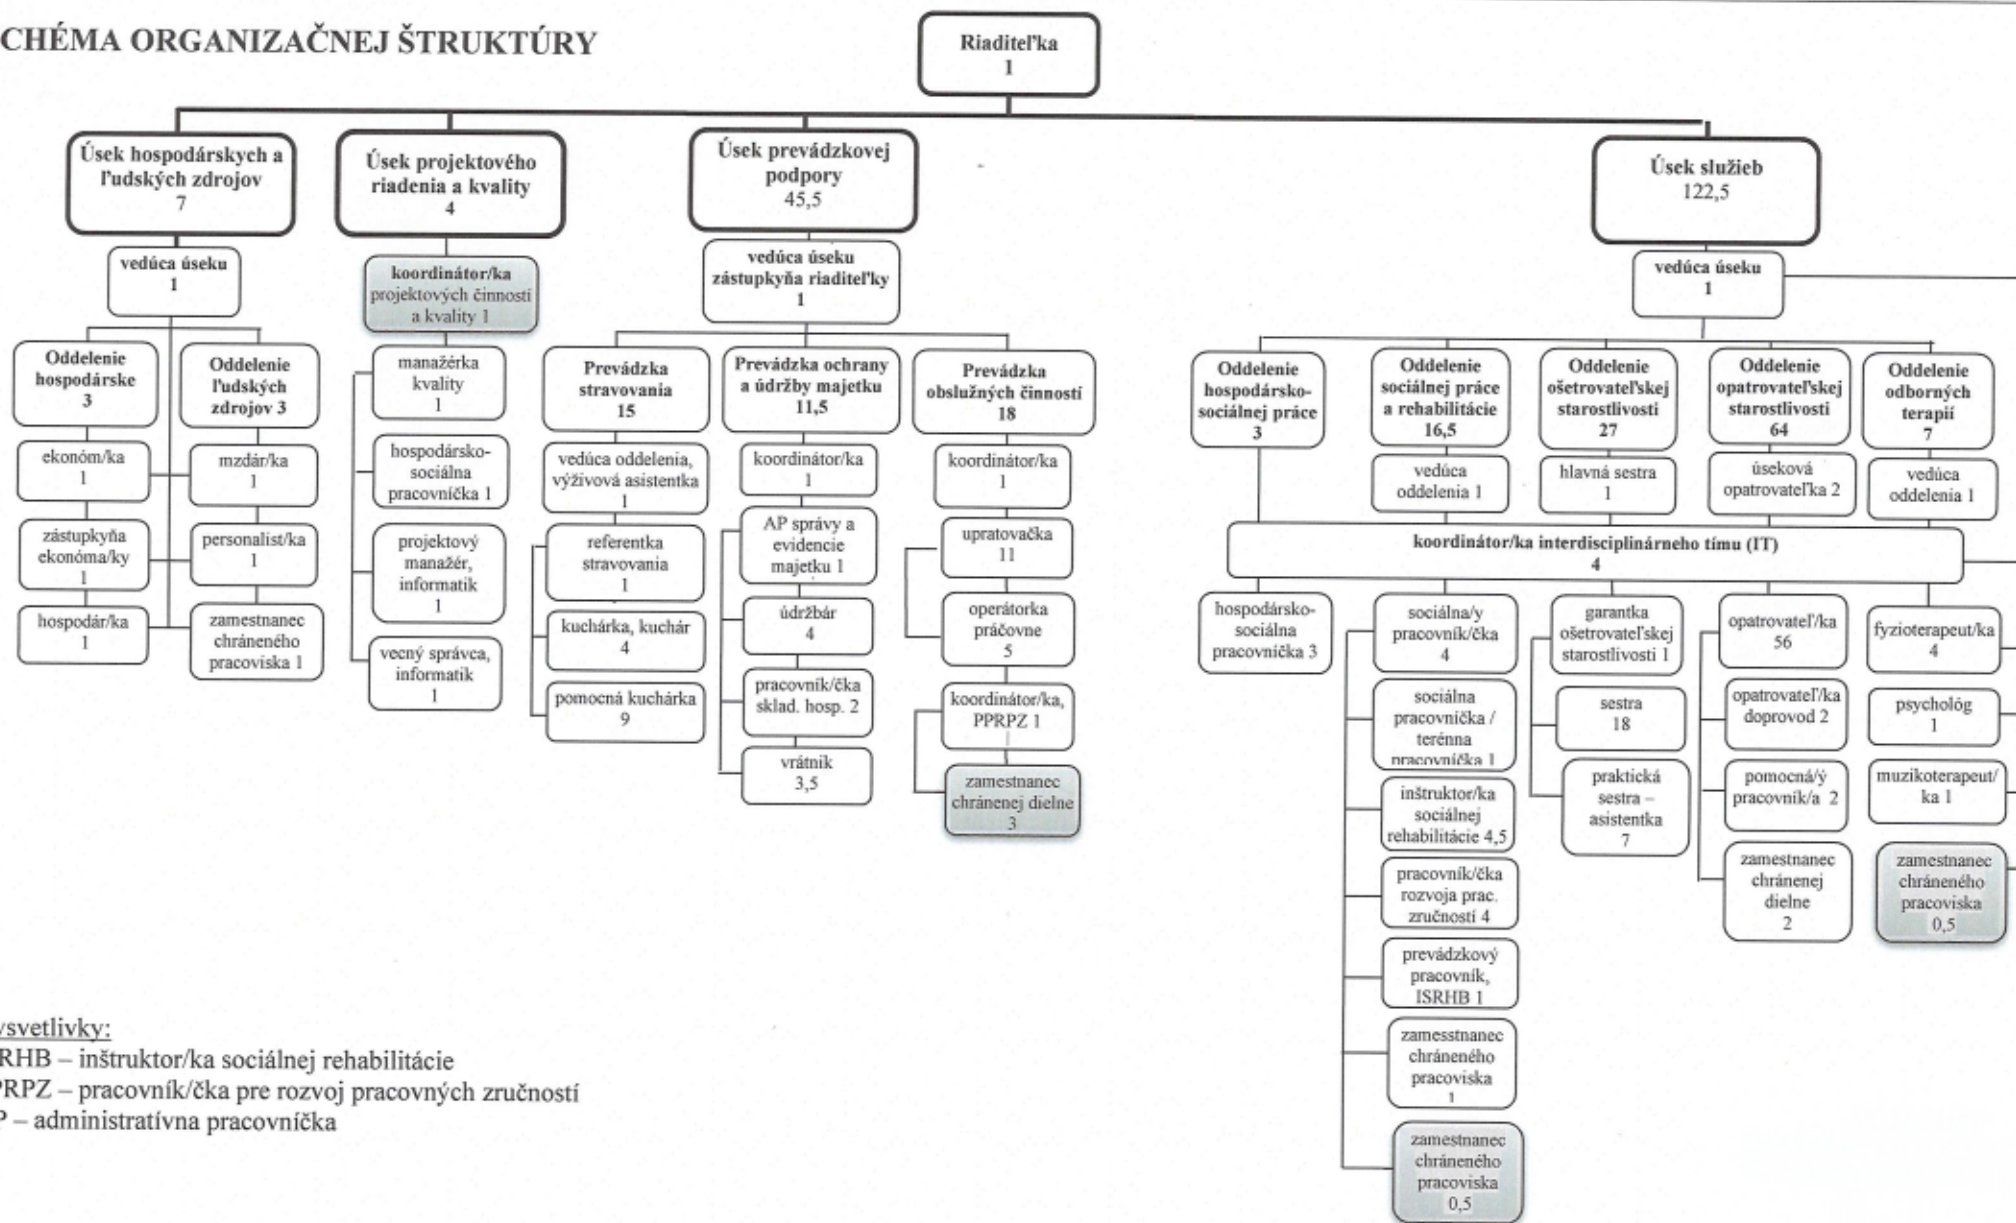 CHÉMA ORGANIZAČNEJ ŠTRUKTÚRY
Riaditeľka
1
Úsek hospodárskych a
ľudských zdrojov
7
Úsek projektového
riadenia a kvality
4
Úsek prevádzkovej
podpory
45,5
Úsek služieb
122,5
vedúca úseku
1
koordinátor/ka
projektových činností
a kvality 1
vedúca úseku
zástupkyňa riaditeľky
1
vedúca úseku
1
Oddelenie
hospodárske
3
Oddelenie
ľudských
zdrojov 3
ekonóm/ka
1
mzdár/ka
1
zástupkyňa
ekonóma/ky
1
personalist/ka
1
hospodár/ka
1
zamestnanec
chráneného
pracoviska 1
manažérka
kvality
1
hospodársko-
sociálna
pracovníčka 1
projektový
manažér,
informatik
1
vecný správca,
informatik
1
Prevádzka
stravovania
15
Prevádzka ochrany
a údržby majetku
11,5
Prevádzka
obslužných činností
18
vedúca oddelenia,
výživová asistentka
1
referentka
stravovania
1
kuchárka, kuchár
4
pomocná kuchárka
9
koordinátor/ka
1
AP správy a
evidencie
majetku 1
údržbár
4
pracovník/čka
sklad. hosp. 2
vrátnik
3,5
koordinátor/ka
1
upratovačka
11
operátorka
práčovne
5
koordinátor/ka,
PPRPZ 1
zamestnanec
chránenej dielne
3
Oddelenie
hospodársko-
sociálnej práce
3
Oddelenie
sociálnej práce
a rehabilitácie
16,5
Oddelenie
ošetrovateľskej
starostlivosti
27
Oddelenie
opatrovateľskej
starostlivosti
64
Oddelenie
odborných
terapií
7
vedúca
oddelenia 1
hlavná sestra
1
úseková
opatrovateľka 2
vedúca
oddelenia 1
koordinátor/ka interdisciplinárneho tímu (IT)
4
hospodársko-
sociálna
pracovníčka 3
sociálna/y
pracovník/čka
4
sociálna
pracovníčka /
terénna
pracovníčka 1
inštruktor/ka
sociálnej
rehabilitácie 4,5
pracovník/čka
rozvoja prac.
zručností 4
prevádzkový
pracovník,
ISRHB 1
zamesstnanec
chráneného
pracoviska
1
zamestnanec
chráneného
pracoviska
0,5
garantka
ošetrovateľskej
starostlivosti 1
sestra
18
praktická
sestra –
asistentka
7
opatrovateľ/ka
56
opatrovateľ/ka
doprovod 2
pomocná/ý
pracovník/a 2
zamestnanec
chránenej
dielne
2
fyzioterapeut/ka
4
psychológ
1
muzikoterapeut/
ka 1
zamestnanec
chráneného
pracoviska
0,5
ysvetlivky:
RHB – inštruktor/ka sociálnej rehabilitácie
PRPZ – pracovník/čka pre rozvoj pracovných zručností
P – administratívna pracovníčka